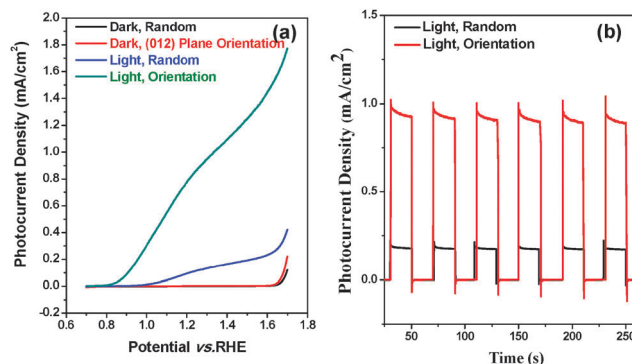 Dark, Random
Dark, (012) Plane Orientation
Light, Random
Light, Orientation
(a)
Photocurrent Density (mA/cm²)
2.0
1.8
1.6
1.4
1.2
1.0
0.8
0.6
0.4
0.2
0.0
-0.2
0.6 0.8 1.0 1.2 1.4 1.6 1.8
Potential vs.RHE
Light, Random
Light, Orientation
(b)
Photocurrent Density (mA/cm²)
1.5
1.0
0.5
0.0
50 100 150 200 250
Time (s)